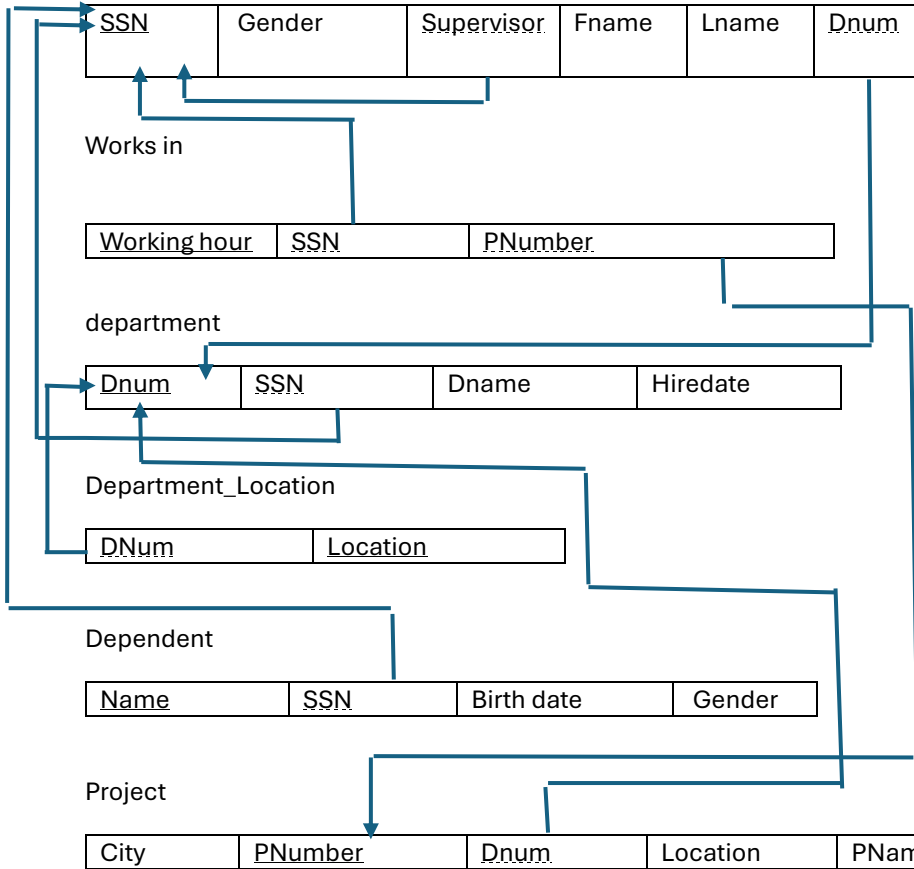 SSN Gender Supervisor Fname Lname Dnum
Works in
Working hour SSN PNumber
department
Dnum SSN Dname Hiredate
Department_Location
DNum Location
Dependent
Name SSN Birth date Gender
Project
City PNumber Dnum Location PNam